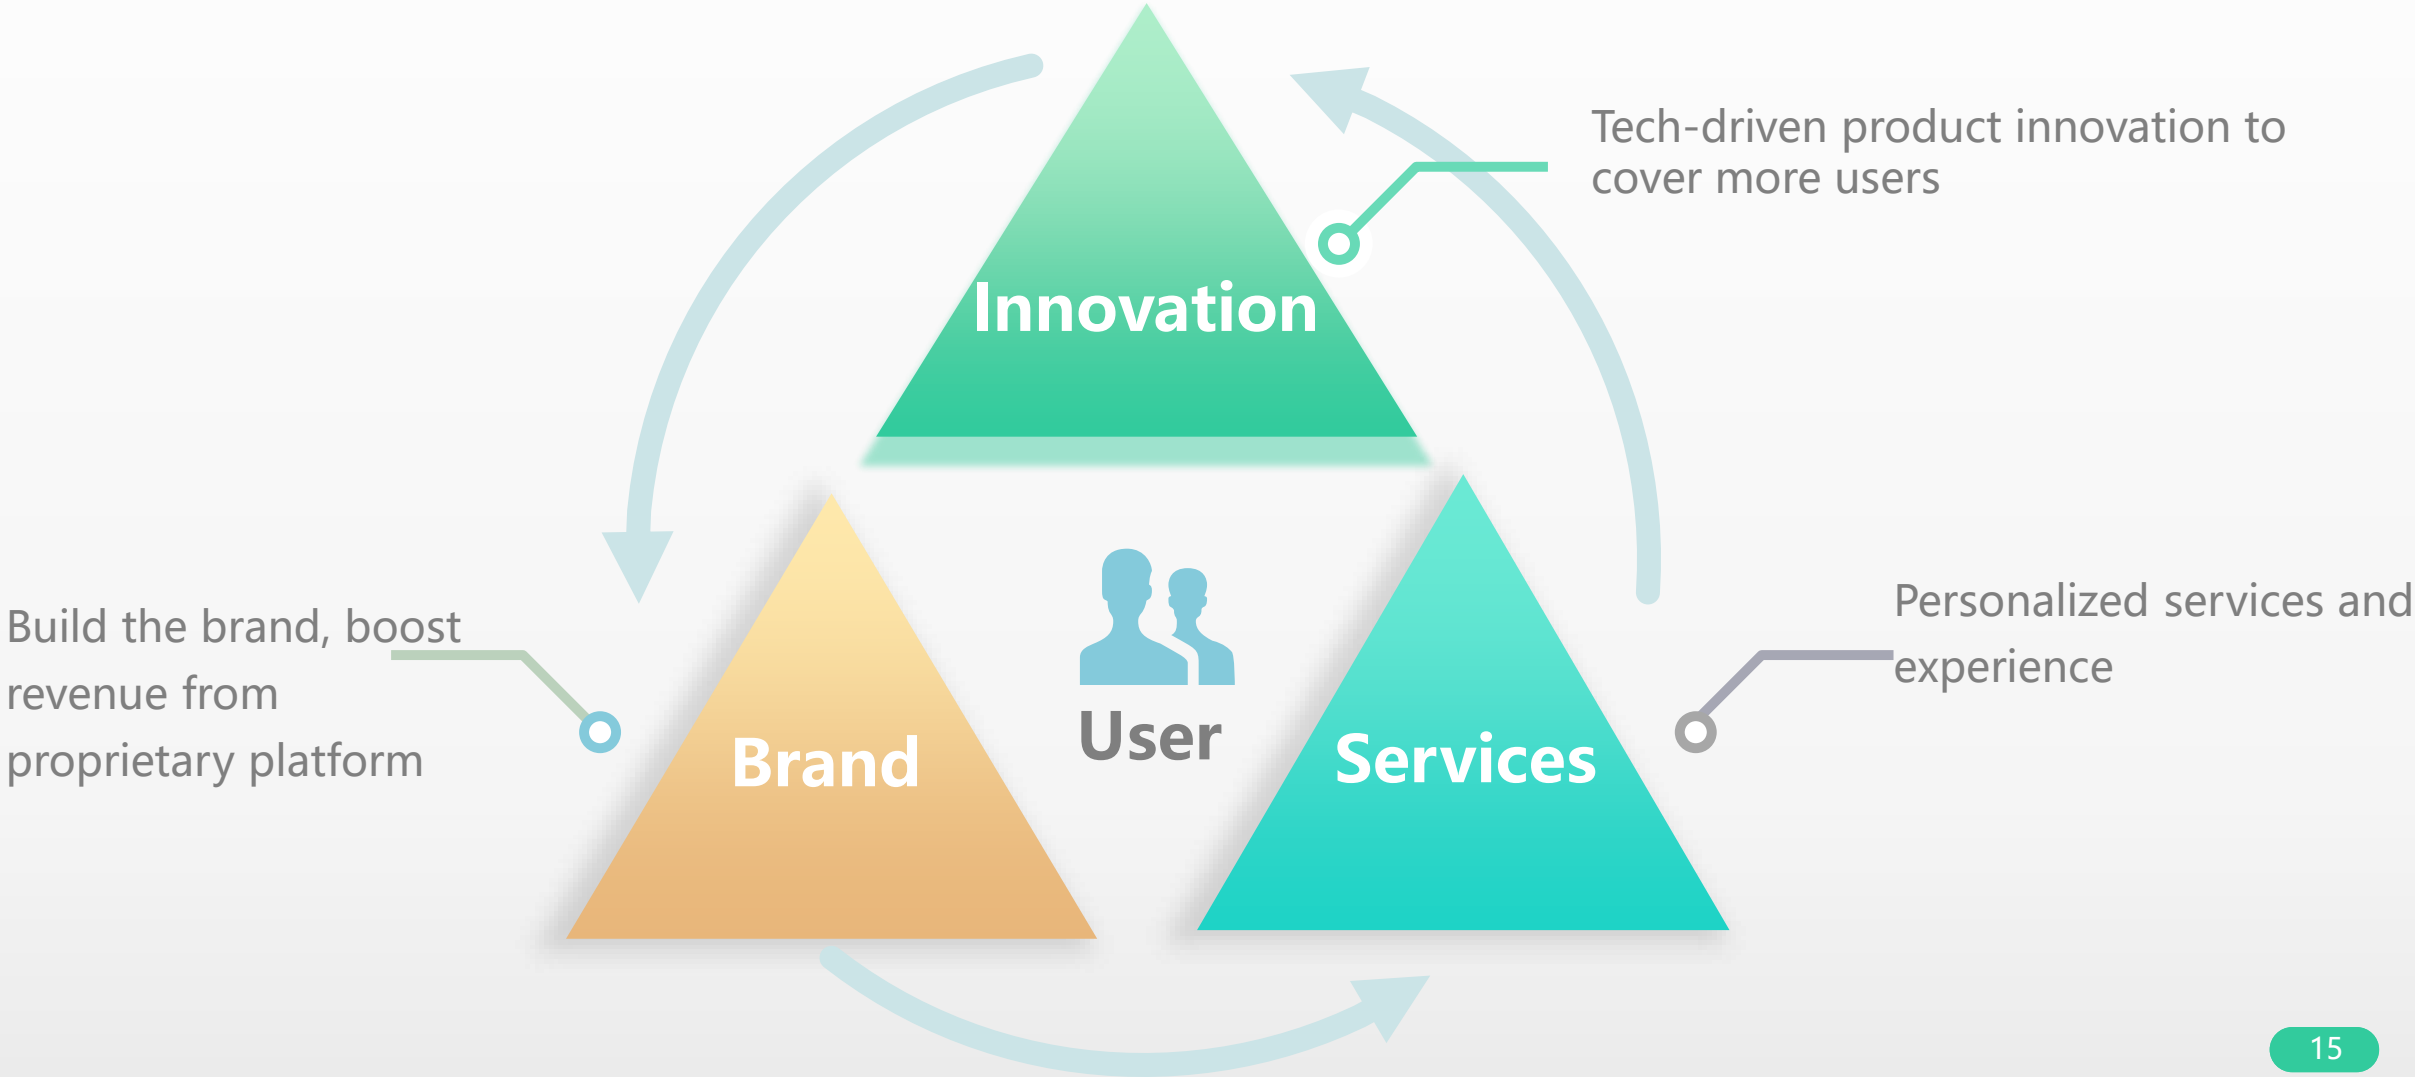 Tech-driven product innovation to
cover more users
Innovation
Build the brand, boost
revenue from
proprietary platform
Brand
User
Services
Personalized services and
experience
15